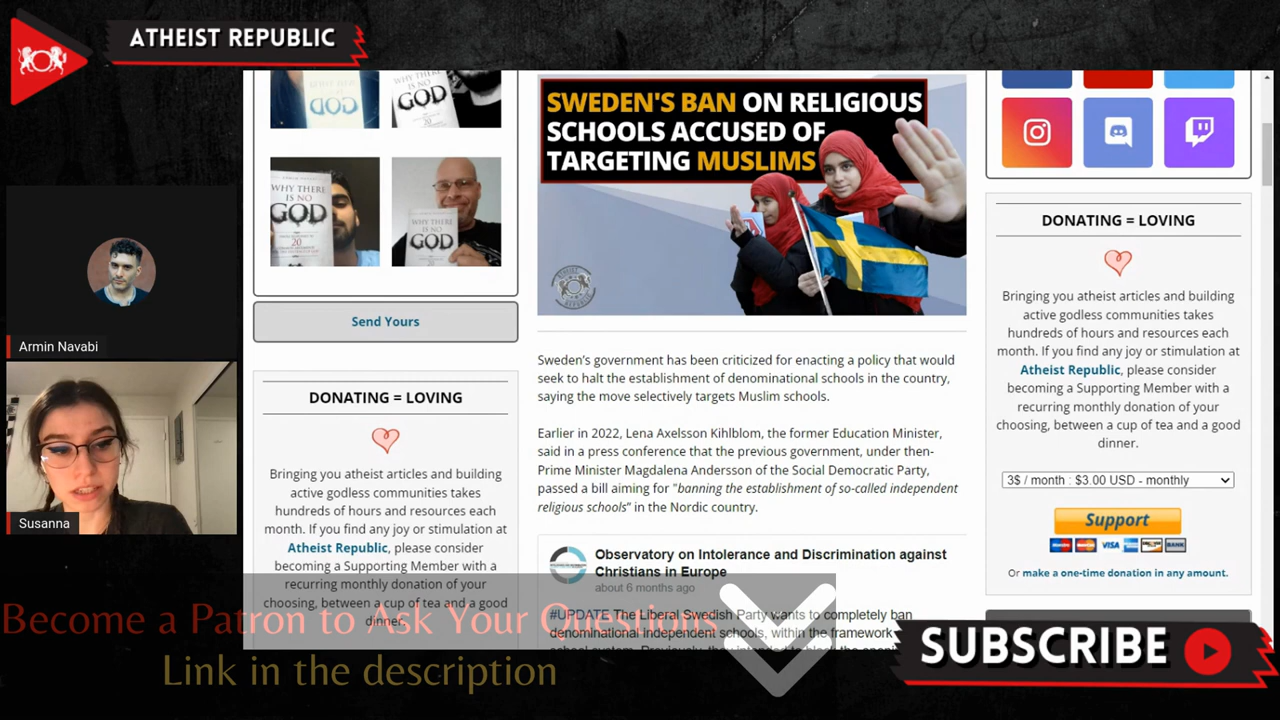 ATHEIST REPUBLIC
GOD
WHY THERE
IS NO
GOD
WHY THERE
IS NO
GOD
20
WHY THERE
IS NO
GOD
Send Yours
DONATING = LOVING
Bringing you atheist articles and building
active godless communities takes
hundreds of hours and resources each
month. If you find any joy or stimulation at
Atheist Republic, please consider
becoming a Supporting Member with a
recurring monthly donation of your
choosing, between a cup of tea and a good
dinner.
SWEDEN'S BAN ON RELIGIOUS
SCHOOLS ACCUSED OF
TARGETING MUSLIMS
Sweden's government has been criticized for enacting a policy that would
seek to halt the establishment of denominational schools in the country,
saying the move selectively targets Muslim schools.
Earlier in 2022, Lena Axelsson Kihlblom, the former Education Minister,
said in a press conference that the previous government, under then-
Prime Minister Magdalena Andersson of the Social Democratic Party,
passed a bill aiming for "banning the establishment of so-called independent
religious schools" in the Nordic country.
Observatory on Intolerance and Discrimination against
Christians in Europe
about 6 months ago
#UPDATE The Liberal Swedish Party wants to completely ban
denominational independent schools, within the framework
DONATING = LOVING
Bringing you atheist articles and building
active godless communities takes
hundreds of hours and resources each
month. If you find any joy or stimulation at
Atheist Republic, please consider
becoming a Supporting Member with a
recurring monthly donation of your
choosing, between a cup of tea and a good
dinner.
3$ / month : $3.00 USD - monthly
Support
VISA
BANK
Or make a one-time donation in any amount.
Armin Navabi
Susanna
Become a Patron to Ask Your Questions
Link in the description
SUBSCRIBE